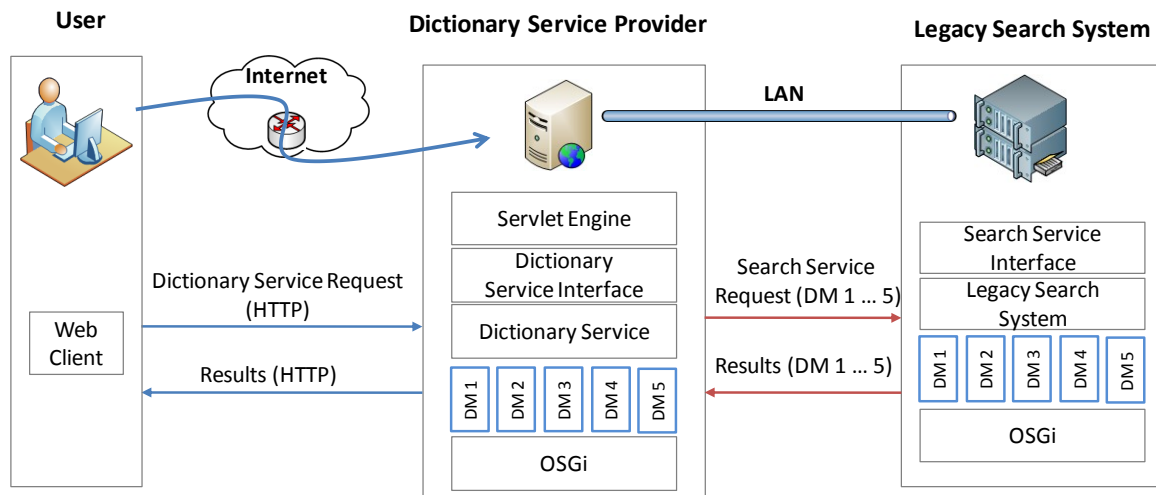 User
Dictionary Service Provider
Legacy Search System
Internet
LAN
Servlet Engine
Dictionary
Service Interface
Dictionary Service
DM 1
DM 2
DM 3
DM 4
DM 5
OSGi
Dictionary Service Request
(HTTP)
Results (HTTP)
Web
Client
Search Service
Request (DM 1 ... 5)
Results (DM 1 ... 5)
Search Service
Interface
Legacy Search
System
DM 1
DM 2
DM 3
DM 4
DM 5
OSGi